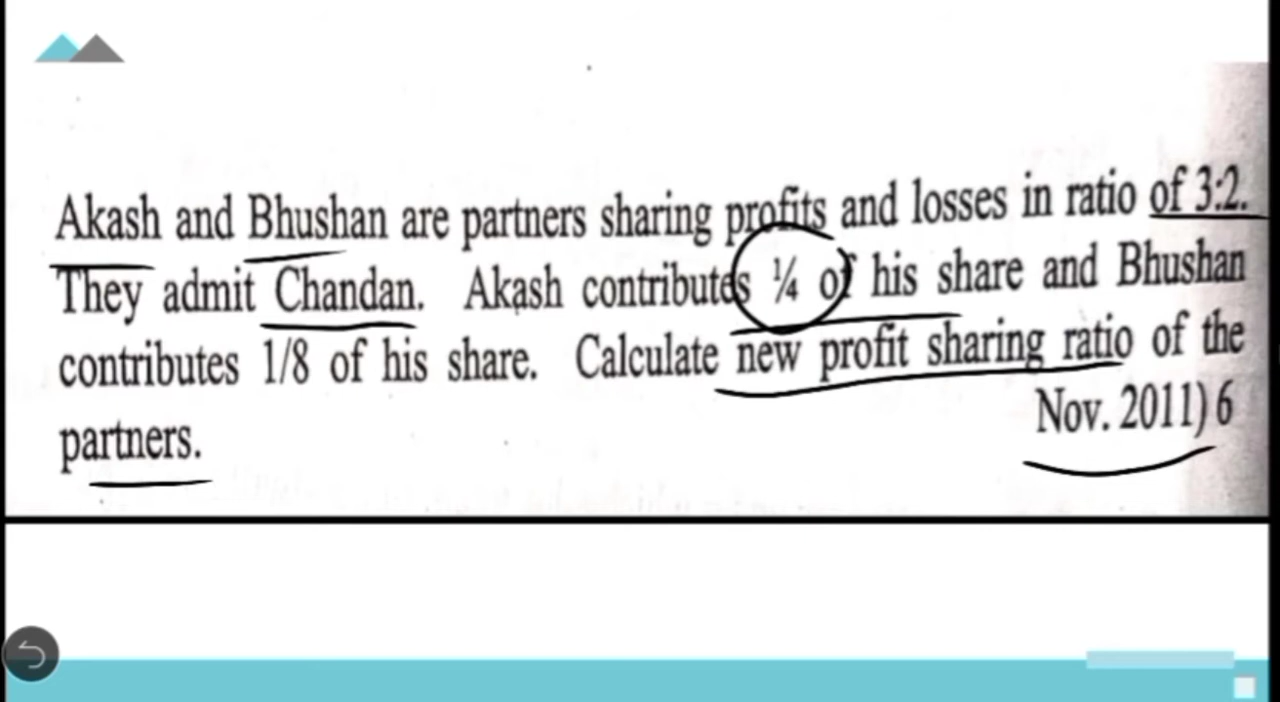 Akash and Bhushan are partners sharing profits and losses in ratio of 3:2.
They admit Chandan. Akash contributes ¼ of his share and Bhushan
contributes 1/8 of his share. Calculate new profit sharing ratio of the
partners.
Nov. 2011) 6